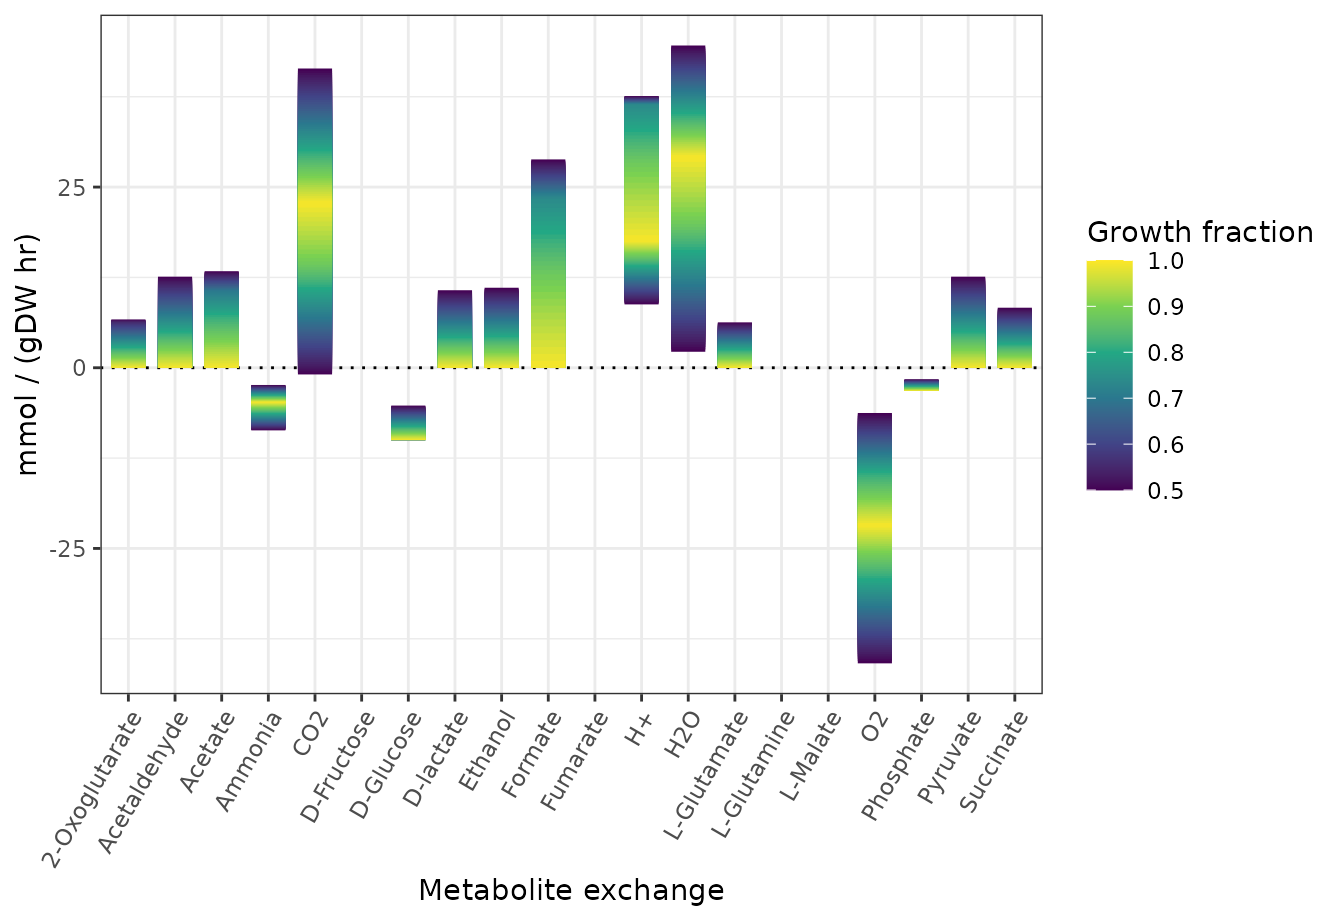 mmol / (gDW hr)
25
0
-25
2-Oxoglutarate
Acetaldehyde
Acetate
Ammonia
CO2
D-Fructose
D-Glucose
D-lactate
Ethanol
Formate
Fumarate
H+
H2O
L-Glutamate
L-Glutamine
L-Malate
O2
Phosphate
Pyruvate
Succinate
Metabolite exchange
Growth fraction
1.0
0.9
0.8
0.7
0.6
0.5